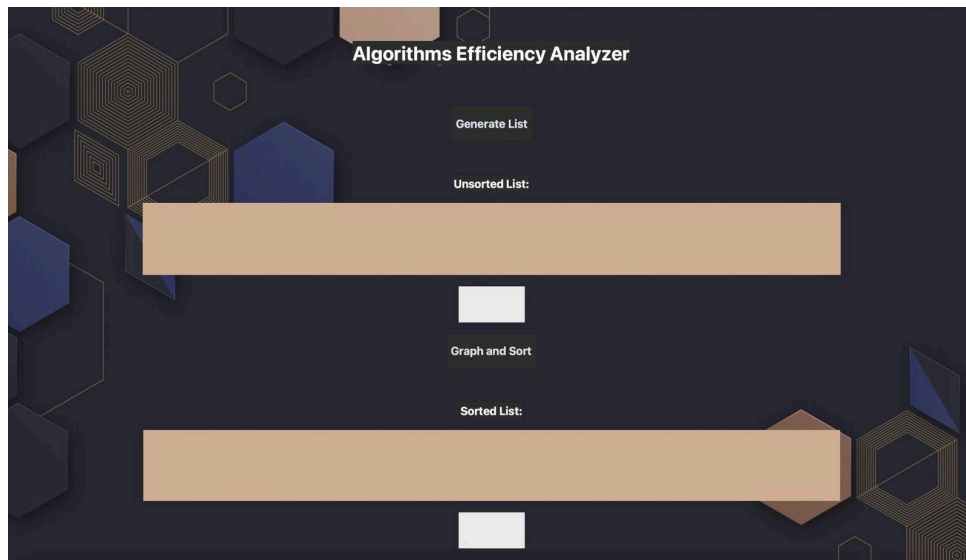 Algorithms Efficiency Analyzer
Generate List
Unsorted List:
Graph and Sort
Sorted List: